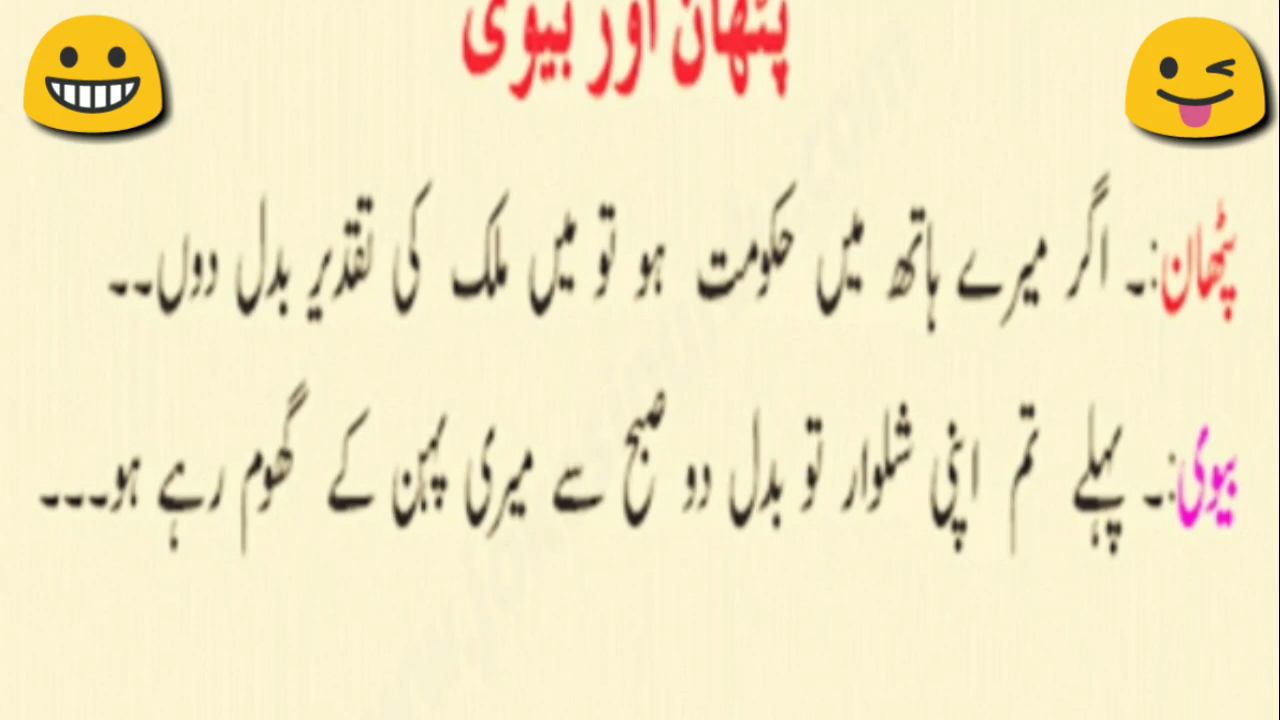 پٹھان اور بیوی
پٹھان:۔ اگر میرے ہاتھ میں حکومت ہو تو میں ملک کی تقدیر بدل دوں۔۔
بیوی:۔ پہلے تم اپنی شلوار تو بدل دو صبح سے میری پہن کے گھوم رہے ہو۔۔۔